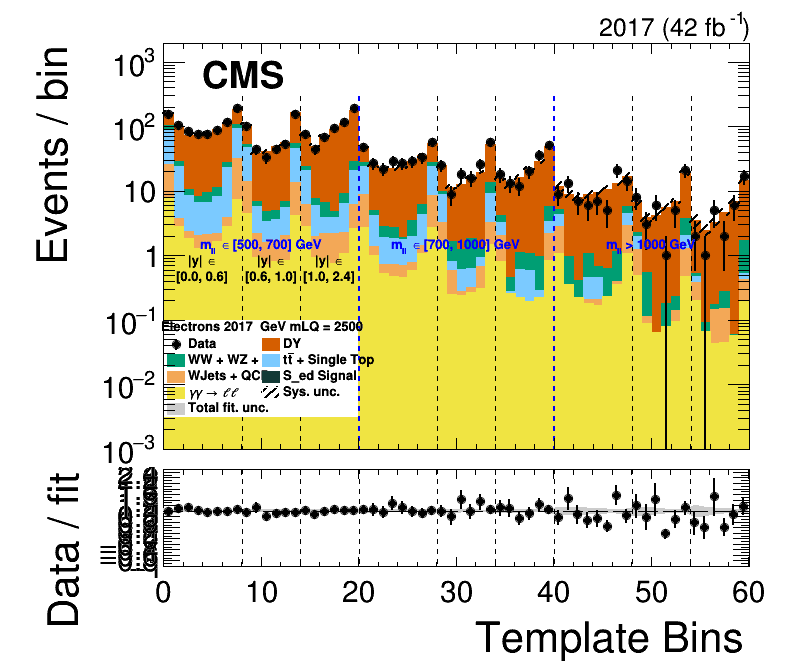 2017 (42 fb⁻¹)
CMS
Events / bin
10³
10²
10
1
10⁻¹
10⁻²
10⁻³
m_ll ∈ [500, 700] GeV
m_ll ∈ [700, 1000] GeV
m_ll > 1000 GeV
|y| ∈ |y| ∈ |y| ∈
[0.0, 0.6] [0.6, 1.0] [1.0, 2.4]
Electrons 2017 GeV mLQ = 2500
Data DY
WW + WZ + tt̄ + Single Top
WJets + QC S_ed Signal
γγ → ℓℓ Sys. unc.
Total fit. unc.
Data / fit
0 10 20 30 40 50 60
Template Bins